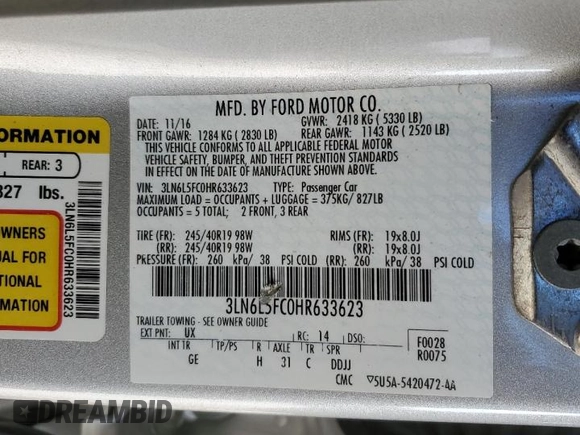 ORMATION
REAR: 3
827 lbs.
OWNERS
UAL FOR
TIONAL
MATION
3LN6L5FC0HR633623
MFD. BY FORD MOTOR CO.
DATE: 11/16 GVWR: 2418 KG ( 5330 LB)
FRONT GAWR: 1284 KG ( 2830 LB) REAR GAWR: 1143 KG ( 2520 LB)
THIS VEHICLE CONFORMS TO ALL APPLICABLE FEDERAL MOTOR
VEHICLE SAFETY, BUMPER, AND THEFT PREVENTION STANDARDS
IN EFFECT ON THE DATE OF MANUFACTURE SHOWN ABOVE.
VIN: 3LN6L5FC0HR633623 TYPE: Passenger Car
MAXIMUM LOAD = OCCUPANTS + LUGGAGE = 375KG/ 827LB
OCCUPANTS = 5 TOTAL; 2 FRONT, 3 REAR
TIRE (FR): 245/40R19 98W RIMS (FR): 19x8.0J
(RR): 245/40R19 98W (RR): 19x8.0J
PRESSURE (FR): 260 kPa/ 38 PSI COLD (RR): 260 kPa/ 38 PSI COLD
3LN6L5FC0HR633623
TRAILER TOWING - SEE OWNER GUIDE
EXT PNT: UX RC: 14 DSO: F0028
INT TR TP/PS R AXLE TR SPR R0075
GE H 31 C DDJJ
CMC 5U5A-5420472-AA
DREAMBID